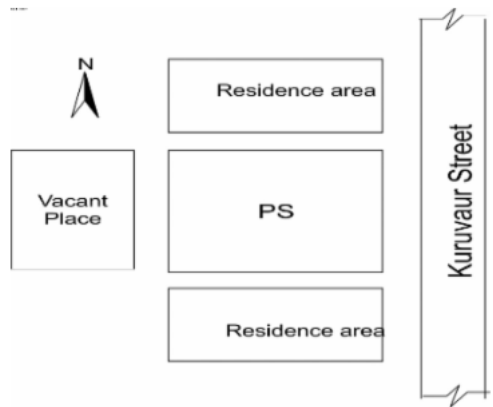 N
Residence area
Vacant
Place
PS
Kuruvaur Street
Residence area